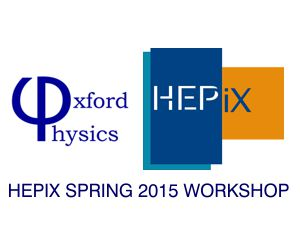 φxford
hysics
HEPiX
HEPIX SPRING 2015 WORKSHOP